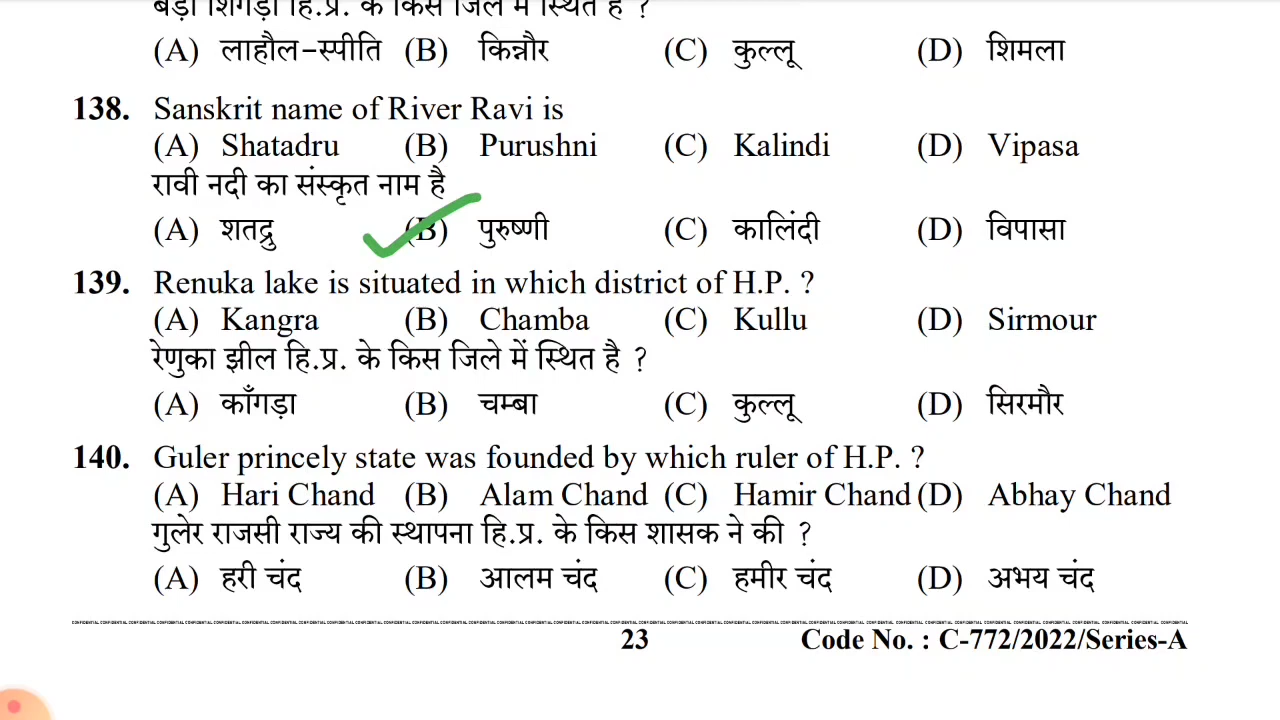 बड़ा शिगड़ी हि.प्र. के किस जिले में स्थित है ?
(A) लाहौल-स्पीति (B) किन्नौर (C) कुल्लू (D) शिमला
138. Sanskrit name of River Ravi is
(A) Shatadru (B) Purushni (C) Kalindi (D) Vipasa
रावी नदी का संस्कृत नाम है
(A) शतद्रु (B) पुरुष्णी (C) कालिंदी (D) विपासा
139. Renuka lake is situated in which district of H.P. ?
(A) Kangra (B) Chamba (C) Kullu (D) Sirmour
रेणुका झील हि.प्र. के किस जिले में स्थित है ?
(A) काँगड़ा (B) चम्बा (C) कुल्लू (D) सिरमौर
140. Guler princely state was founded by which ruler of H.P. ?
(A) Hari Chand (B) Alam Chand (C) Hamir Chand (D) Abhay Chand
गुलेर राजसी राज्य की स्थापना हि.प्र. के किस शासक ने की ?
(A) हरी चंद (B) आलम चंद (C) हमीर चंद (D) अभय चंद
23 Code No. : C-772/2022/Series-A